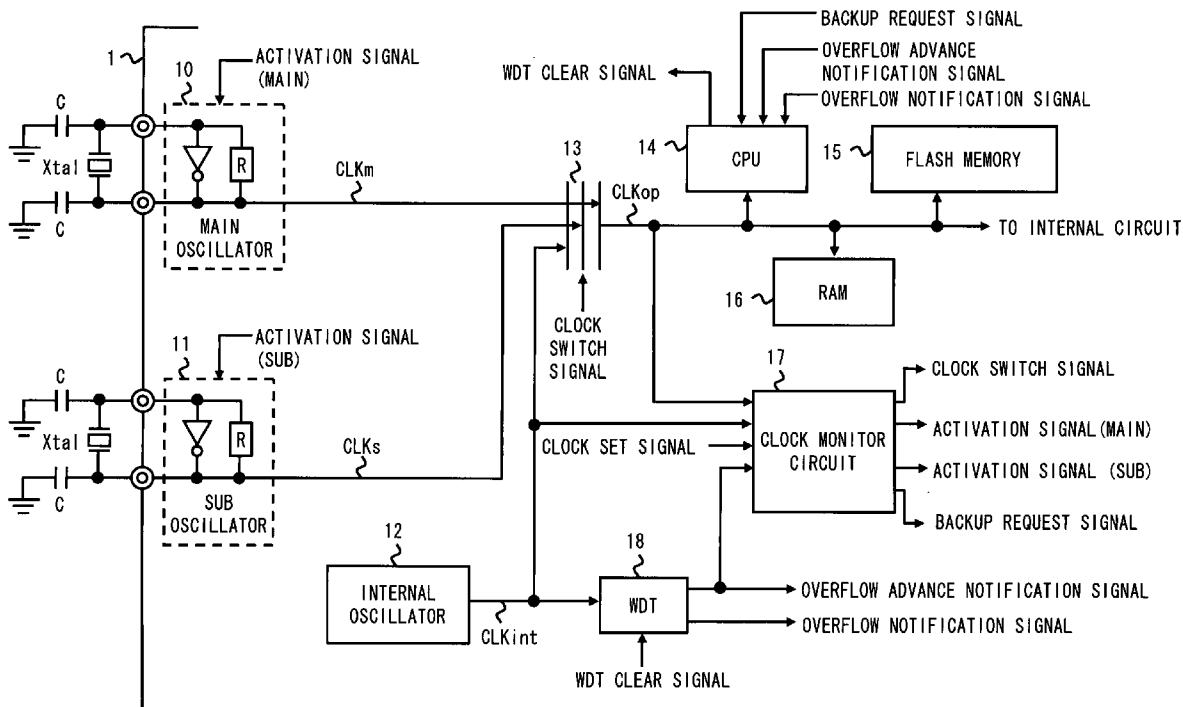 BACKUP REQUEST SIGNAL
1
ACTIVATION SIGNAL
(MAIN)
OVERFLOW ADVANCE
NOTIFICATION SIGNAL
WDT CLEAR SIGNAL
OVERFLOW NOTIFICATION SIGNAL
10
C
Xtal
C
R
MAIN
OSCILLATOR
CLKm
13
CLKop
14
CPU
15
FLASH MEMORY
TO INTERNAL CIRCUIT
16
RAM
CLOCK
SWITCH
SIGNAL
11
ACTIVATION SIGNAL
(SUB)
C
Xtal
C
R
SUB
OSCILLATOR
CLKs
CLOCK SET SIGNAL
17
CLOCK MONITOR
CIRCUIT
CLOCK SWITCH SIGNAL
ACTIVATION SIGNAL(MAIN)
ACTIVATION SIGNAL (SUB)
BACKUP REQUEST SIGNAL
12
INTERNAL
OSCILLATOR
CLKint
18
WDT
OVERFLOW ADVANCE NOTIFICATION SIGNAL
OVERFLOW NOTIFICATION SIGNAL
WDT CLEAR SIGNAL